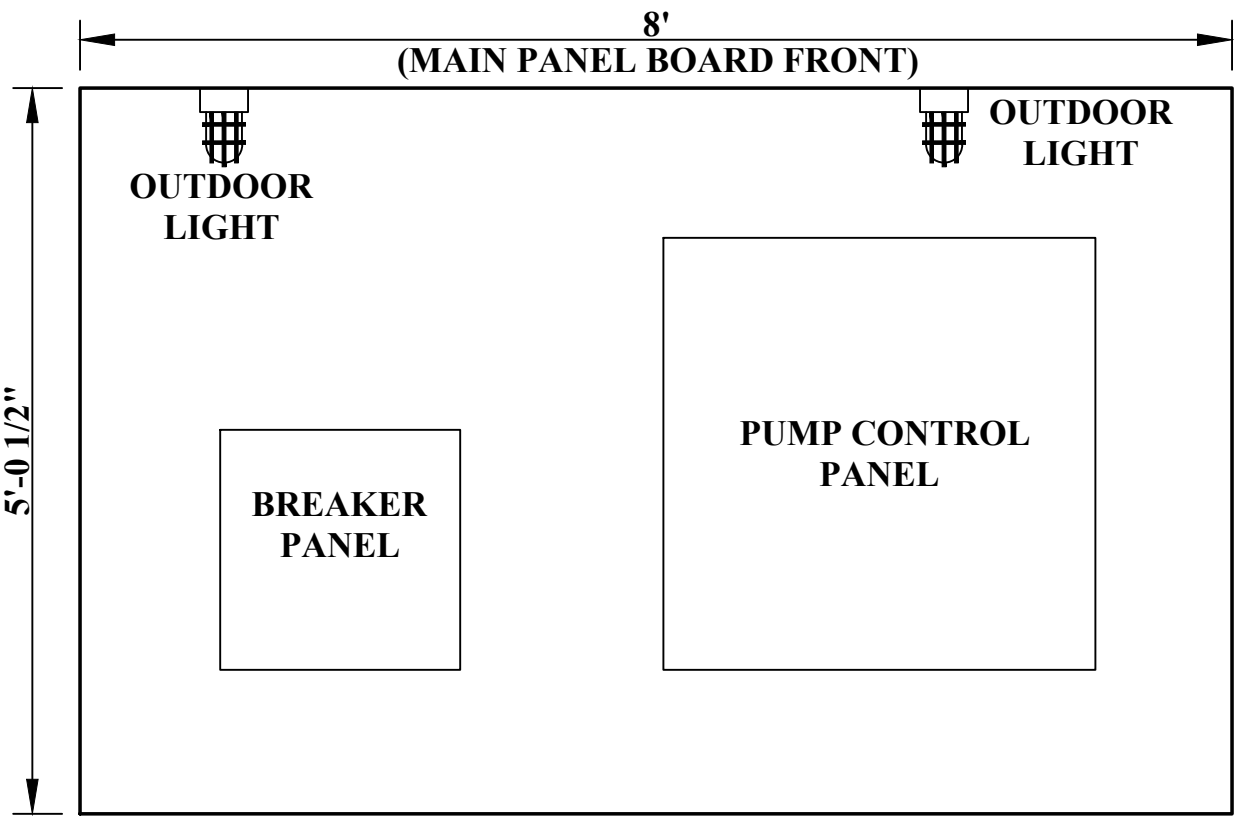 8'
(MAIN PANEL BOARD FRONT)
OUTDOOR
LIGHT
OUTDOOR
LIGHT
5'-0 1/2"
BREAKER
PANEL
PUMP CONTROL
PANEL